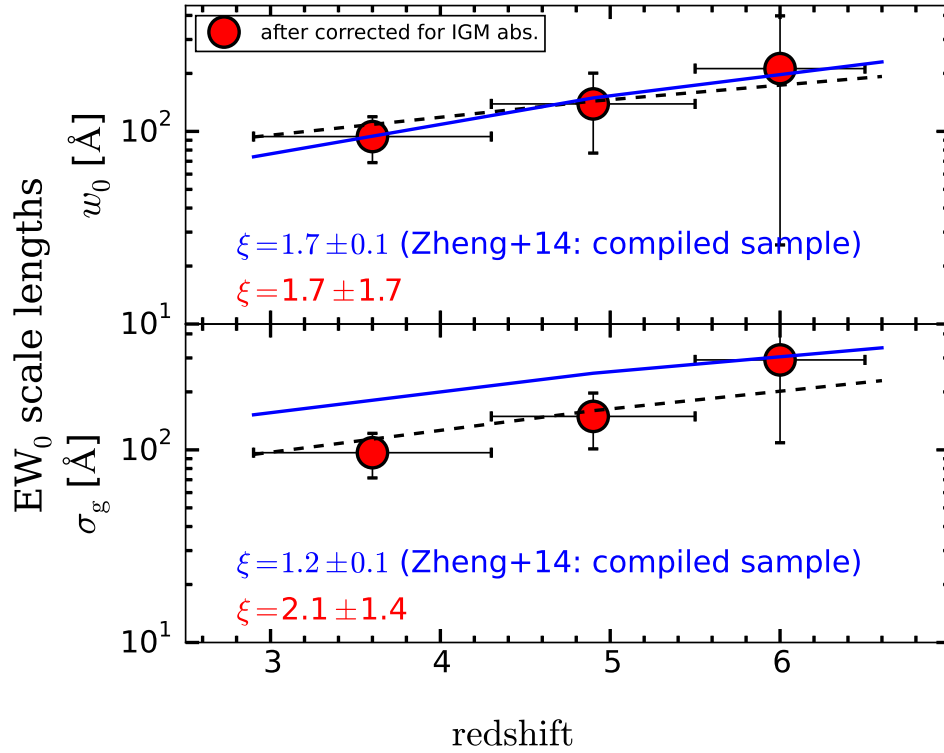 after corrected for IGM abs.
10²
w₀ [Å]
ξ=1.7±0.1 (Zheng+14: compiled sample)
ξ=1.7±1.7
10¹
EW₀ scale lengths
10²
σg [Å]
ξ=1.2±0.1 (Zheng+14: compiled sample)
ξ=2.1±1.4
10¹
3 4 5 6
redshift